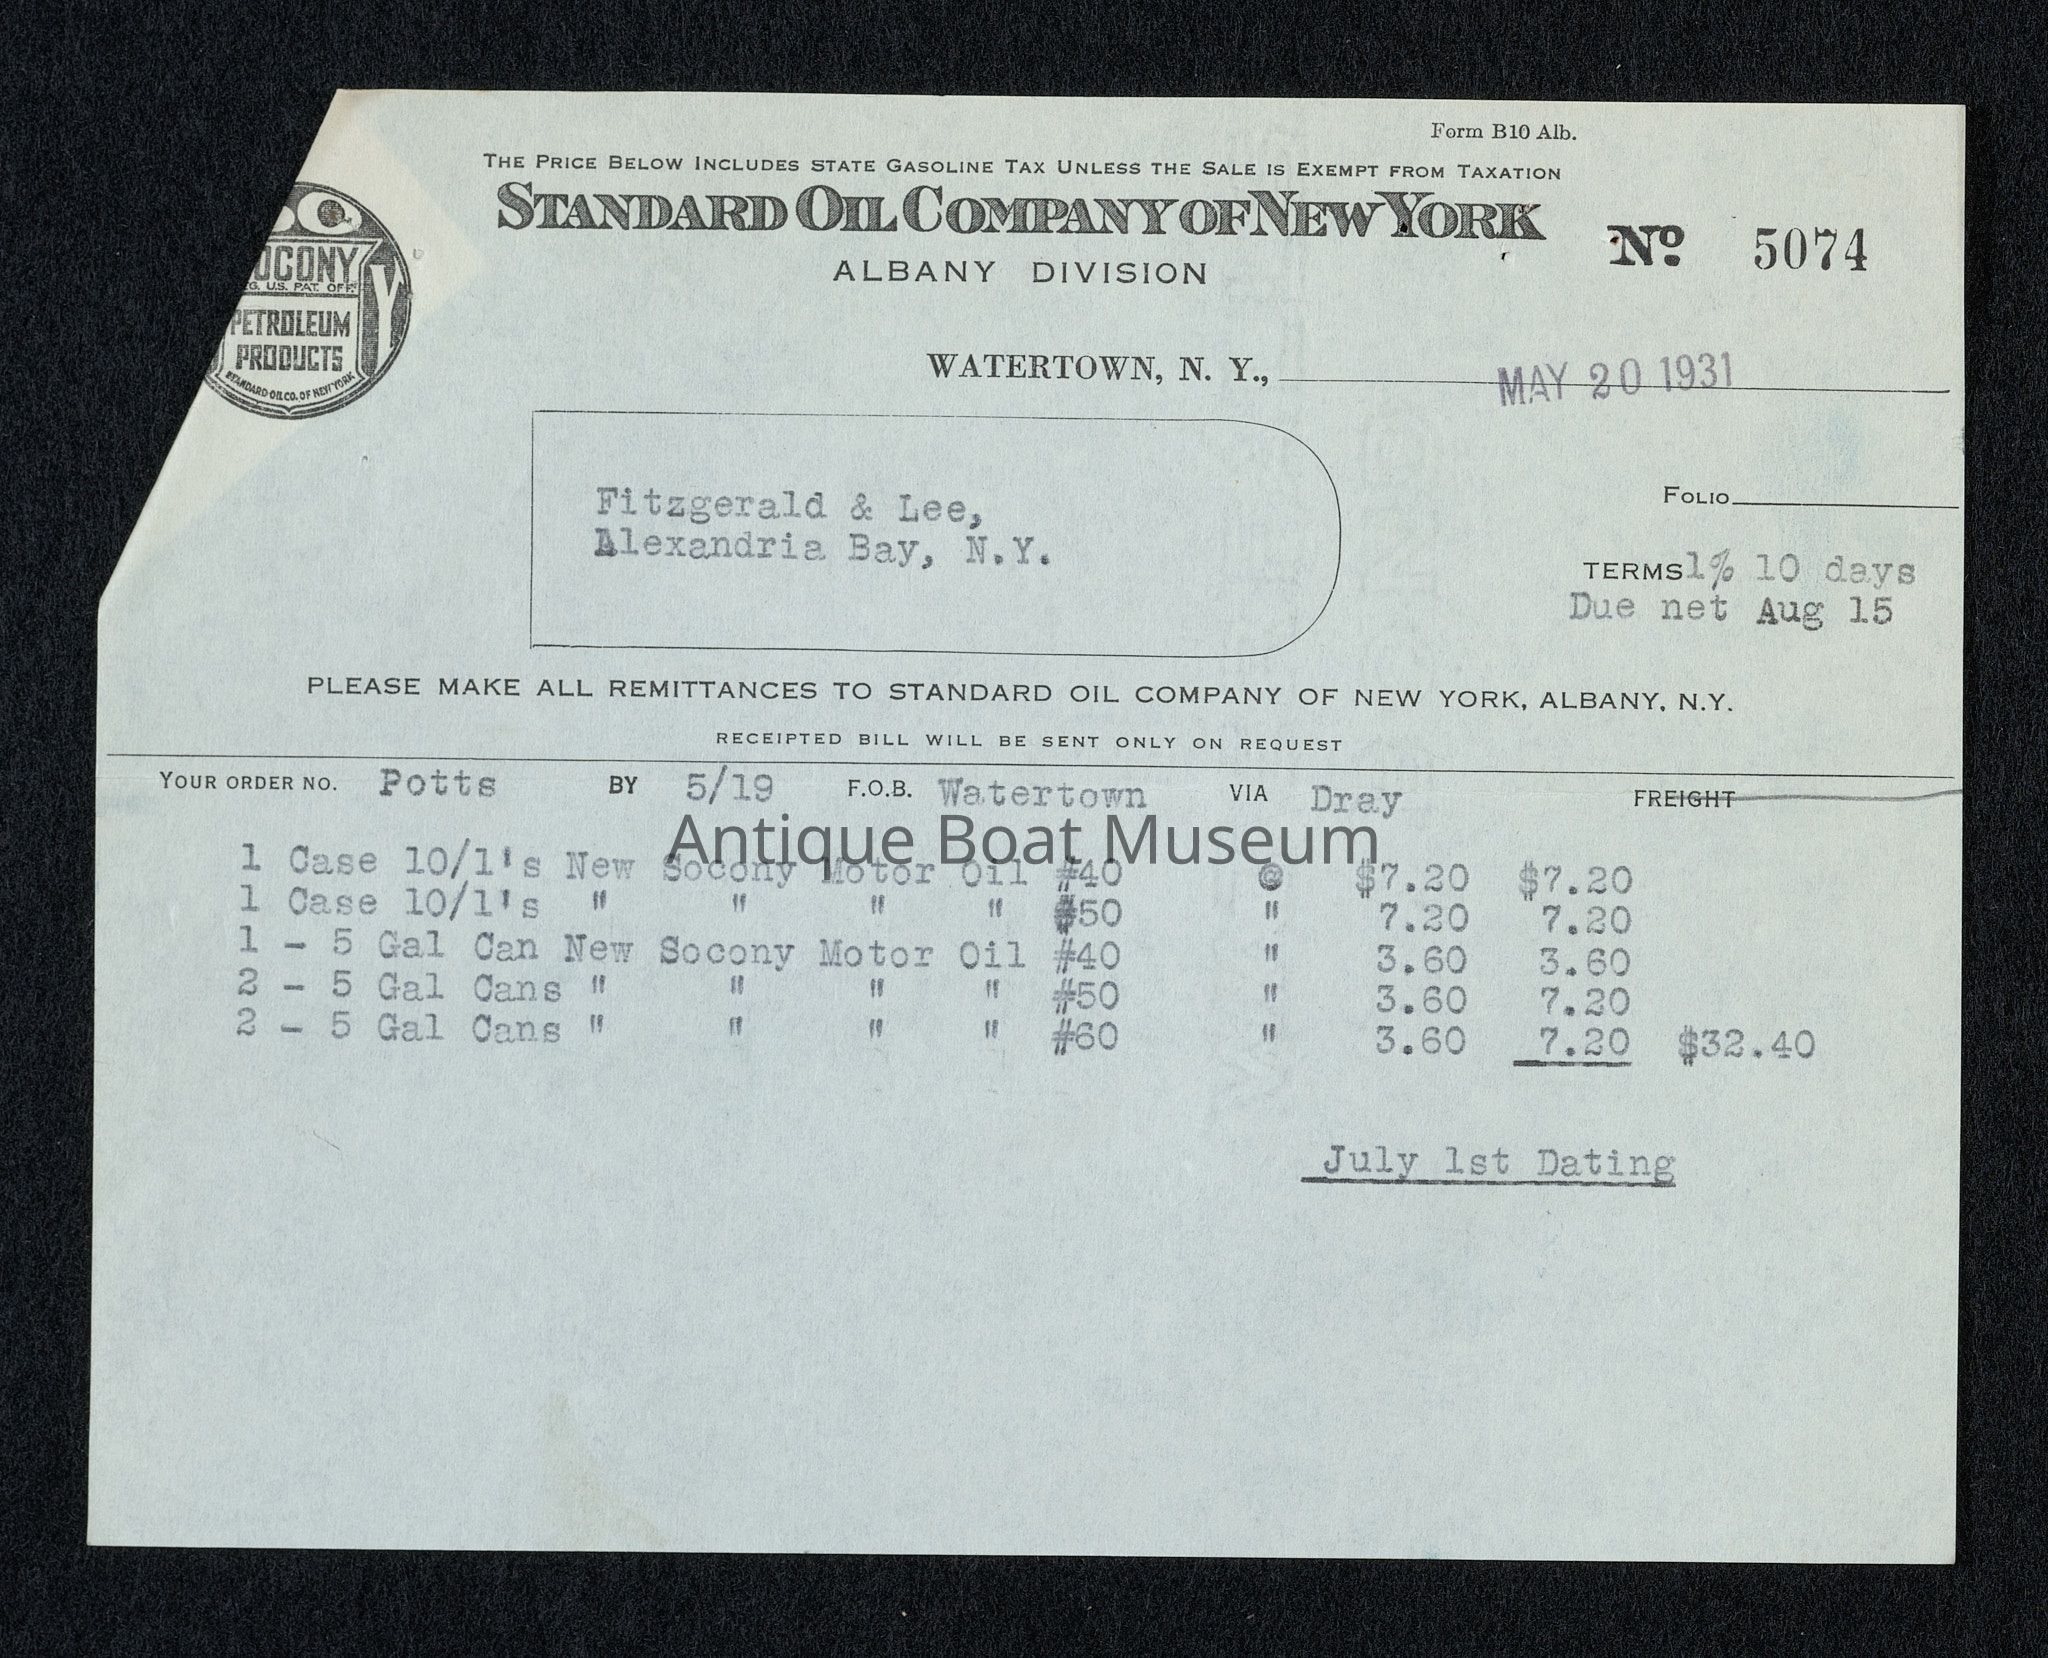 Form B10 Alb.
THE PRICE BELOW INCLUDES STATE GASOLINE TAX UNLESS THE SALE IS EXEMPT FROM TAXATION
STANDARD OIL COMPANY OF NEW YORK
No. 5074
ALBANY DIVISION
OCONY
G. U.S. PAT. OFF.
Y
PETROLEUM
PRODUCTS
STANDARD OIL CO. OF NEW YORK
WATERTOWN, N. Y., MAY 20 1931
Fitzgerald & Lee,
Alexandria Bay, N.Y.
FOLIO
TERMS 1% 10 days
Due net Aug 15
PLEASE MAKE ALL REMITTANCES TO STANDARD OIL COMPANY OF NEW YORK, ALBANY, N.Y.
RECEIPTED BILL WILL BE SENT ONLY ON REQUEST
YOUR ORDER NO. Potts BY 5/19 F.O.B. Watertown VIA Dray FREIGHT
Antique Boat Museum
1 Case 10/1's New Socony Motor Oil #40 @ $7.20 $7.20
1 Case 10/1's " " " " #50 " 7.20 7.20
1 - 5 Gal Can New Socony Motor Oil #40 " 3.60 3.60
2 - 5 Gal Cans " " " " #50 " 3.60 7.20
2 - 5 Gal Cans " " " " #60 " 3.60 7.20 $32.40
July 1st Dating